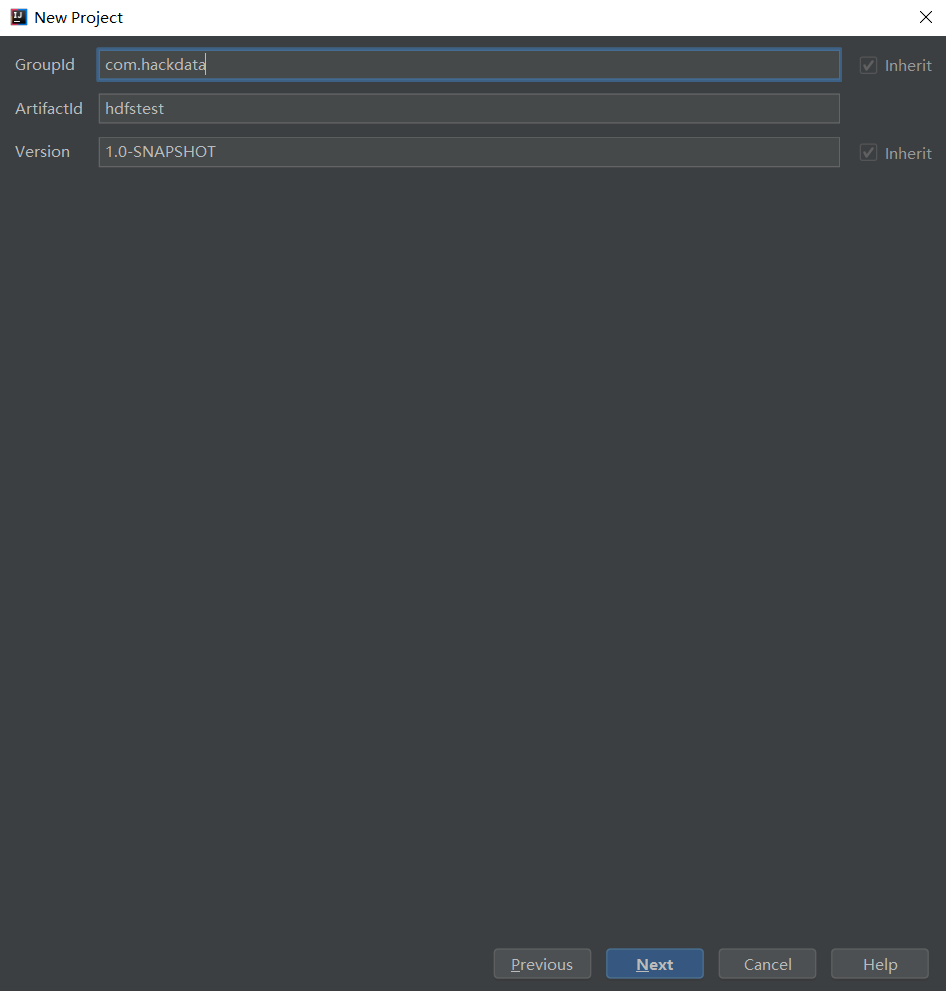 New Project
GroupId com.hackdata Inherit
ArtifactId hdfstest
Version 1.0-SNAPSHOT Inherit
Previous Next Cancel Help